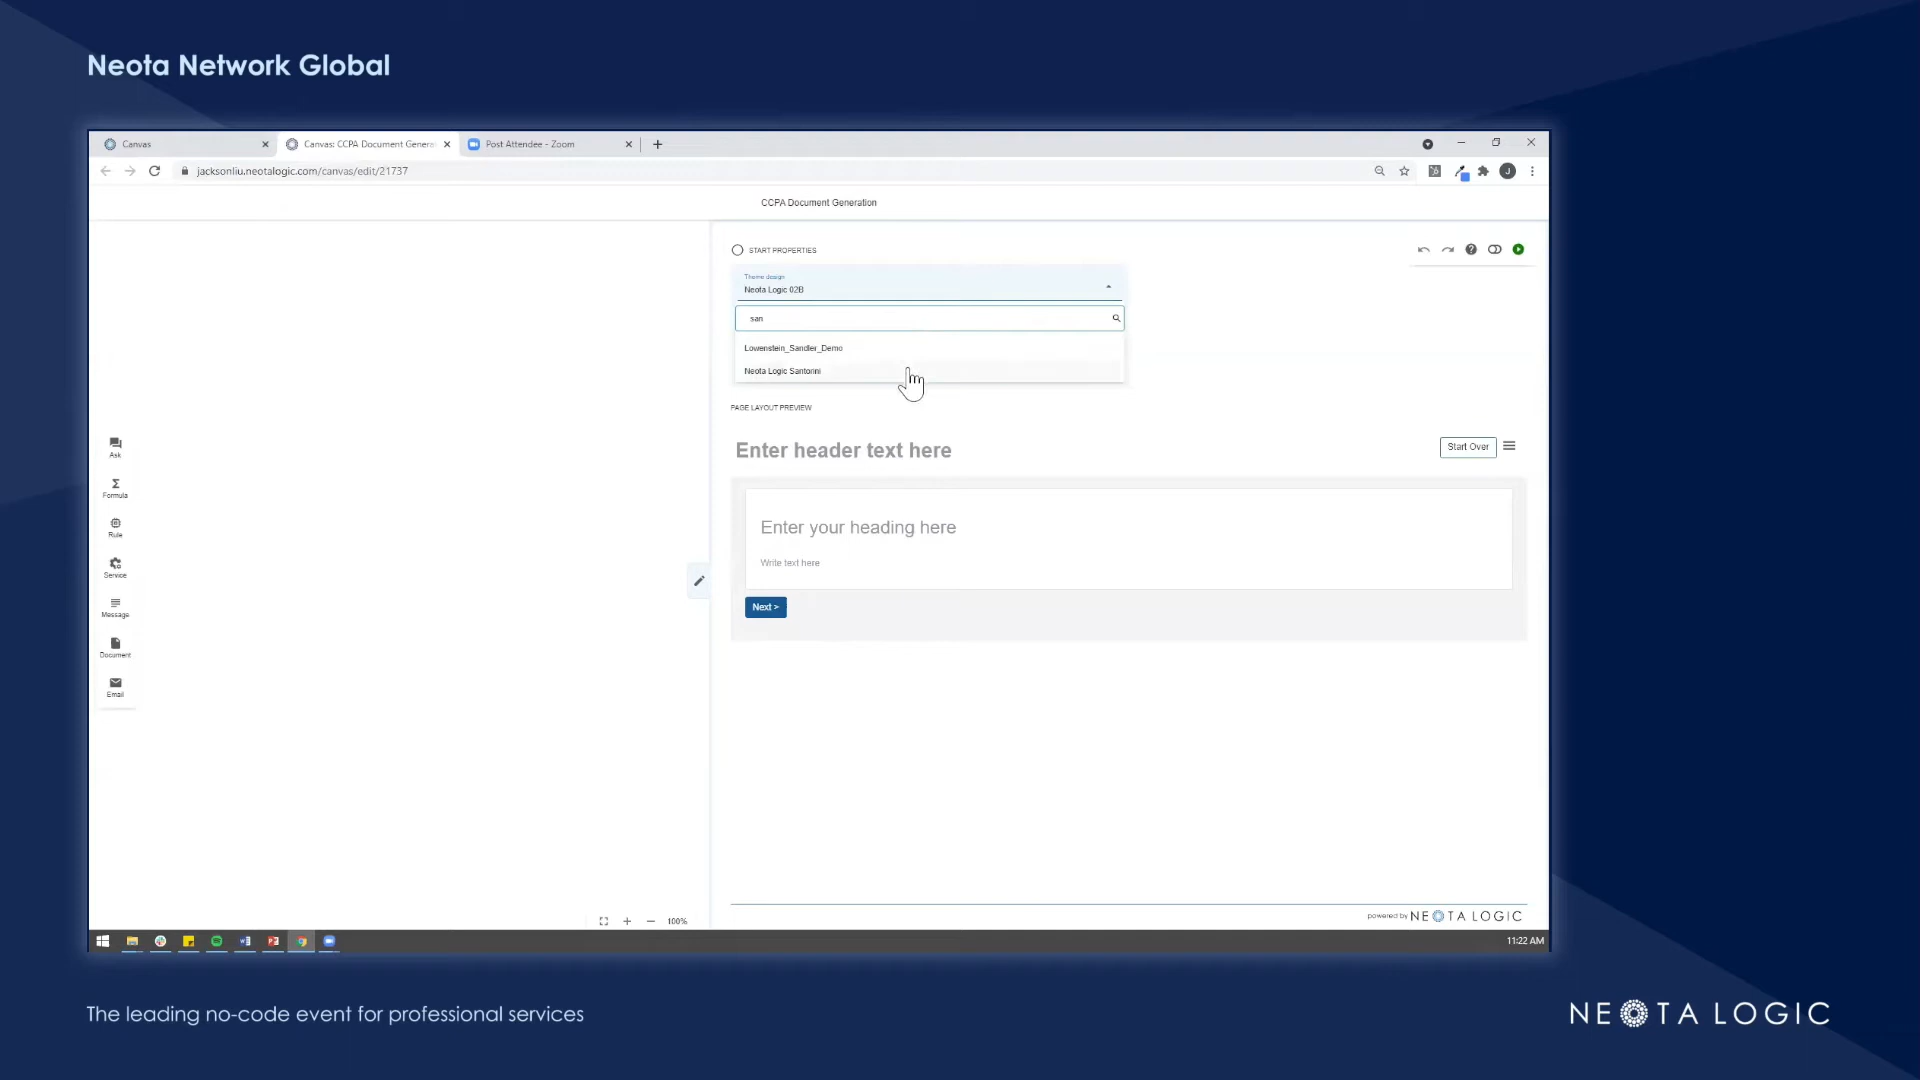 Neota Network Global
Canvas
Canvas: CCPA Document Genera
Post Attendee - Zoom
jacksonliu.neotalogic.com/canvas/edit/21737
J
CCPA Document Generation
START PROPERTIES
Theme design
Neota Logic 02B
san
Lowenstein_Sandler_Demo
Neota Logic Santorini
PAGE LAYOUT PREVIEW
Enter header text here
Start Over
Ask
Formula
Rule
Service
Message
Document
Email
Enter your heading here
Write text here
Next >
100%
powered by NEOTA LOGIC
11:22 AM
The leading no-code event for professional services
NEOTA LOGIC